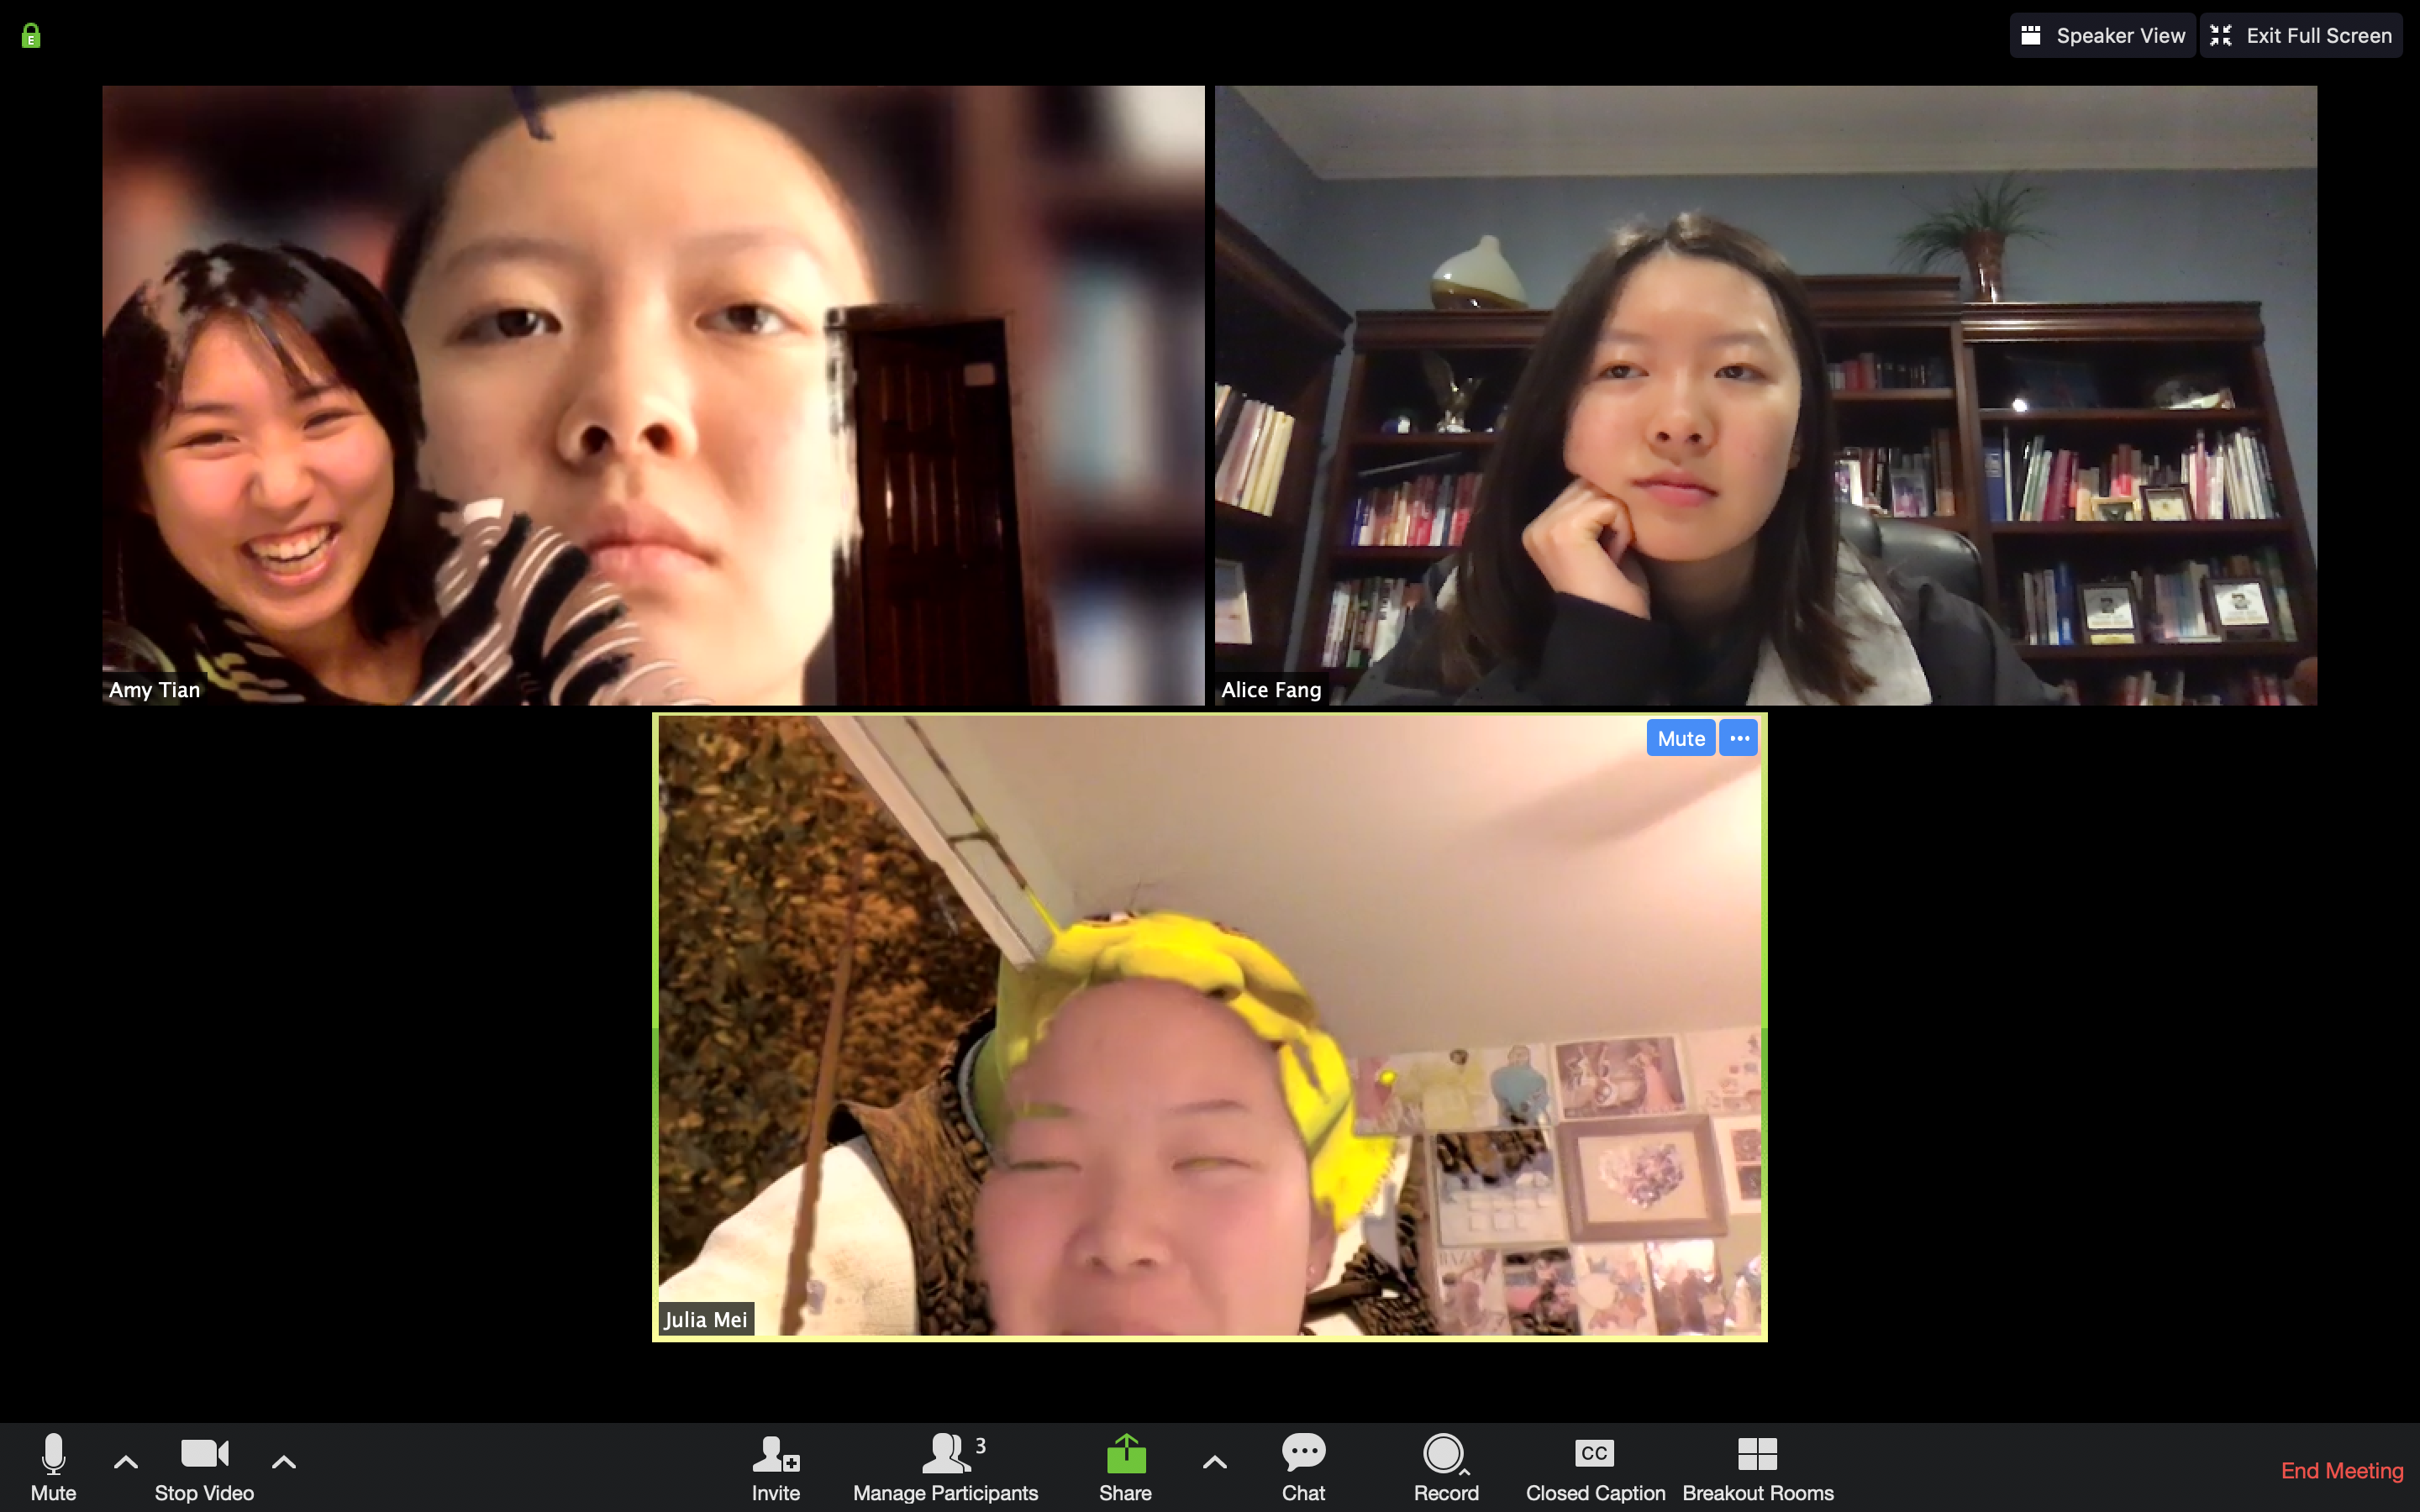 E
Speaker View
Exit Full Screen
Amy Tian
Alice Fang
Mute
Julia Mei
3
CC
Mute
Stop Video
Invite
Manage Participants
Share
Chat
Record
Closed Caption
Breakout Rooms
End Meeting